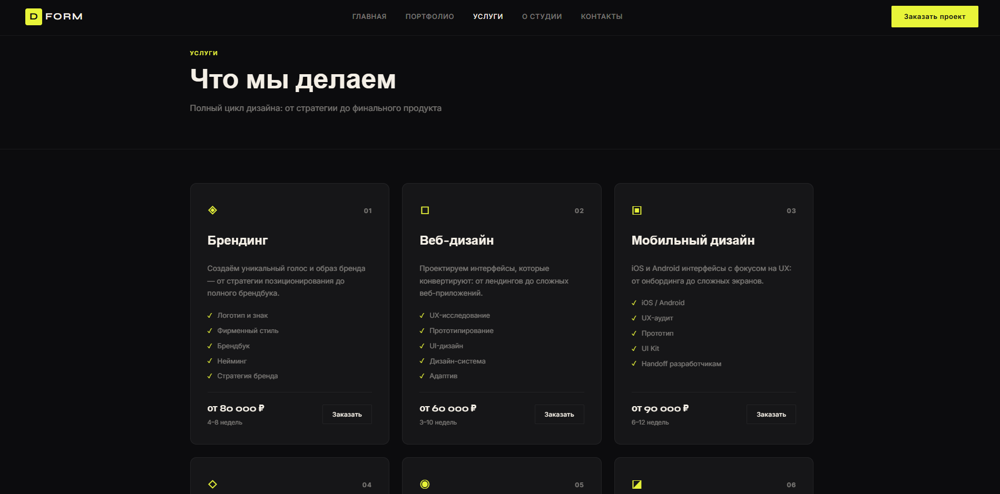 D FORM
ГЛАВНАЯ ПОРТФОЛИО УСЛУГИ О СТУДИИ КОНТАКТЫ
Заказать проект
УСЛУГИ
Что мы делаем
Полный цикл дизайна: от стратегии до финального продукта
01
Брендинг
Создаём уникальный голос и образ бренда
— от стратегии позиционирования до
полного брендбука.
✓ Логотип и знак
✓ Фирменный стиль
✓ Брендбук
✓ Нейминг
✓ Стратегия бренда
от 80 000 ₽
4–8 недель
Заказать
02
Веб-дизайн
Проектируем интерфейсы, которые
конвертируют: от лендингов до сложных
веб-приложений.
✓ UX-исследование
✓ Прототипирование
✓ UI-дизайн
✓ Дизайн-система
✓ Адаптив
от 60 000 ₽
3–10 недель
Заказать
03
Мобильный дизайн
iOS и Android интерфейсы с фокусом на UX:
от онбординга до сложных экранов.
✓ iOS / Android
✓ UX-аудит
✓ Прототип
✓ UI Kit
✓ Handoff разработчикам
от 90 000 ₽
6–12 недель
Заказать
04
05
06